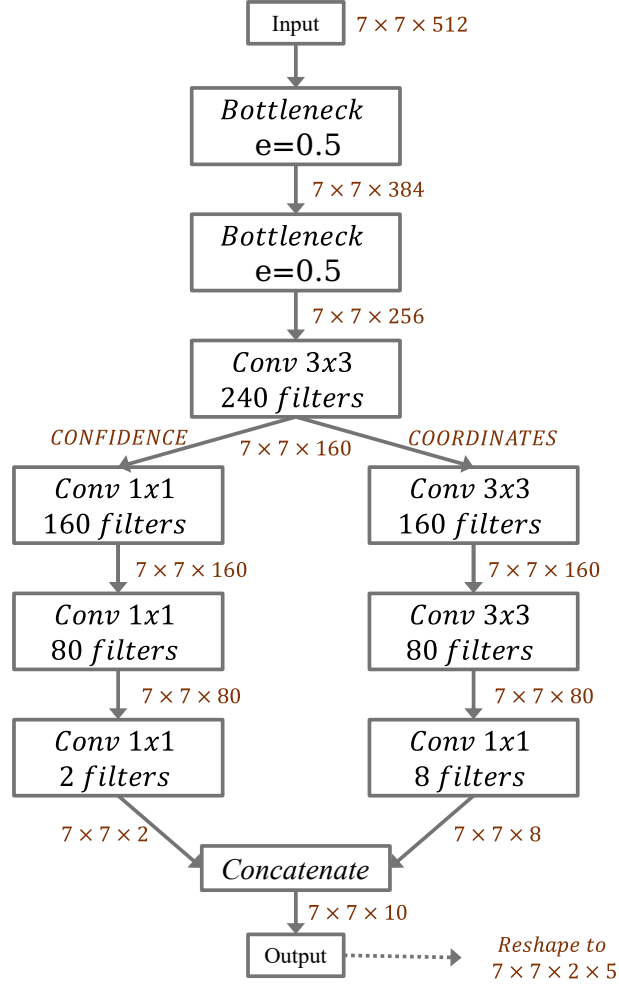 Input
7 × 7 × 512
Bottleneck
e=0.5
7 × 7 × 384
Bottleneck
e=0.5
7 × 7 × 256
Conv 3x3
240 filters
CONFIDENCE
7 × 7 × 160
COORDINATES
Conv 1x1
160 filters
Conv 3x3
160 filters
7 × 7 × 160
7 × 7 × 160
Conv 1x1
80 filters
Conv 3x3
80 filters
7 × 7 × 80
7 × 7 × 80
Conv 1x1
2 filters
Conv 1x1
8 filters
7 × 7 × 2
7 × 7 × 8
Concatenate
7 × 7 × 10
Output
Reshape to
7 × 7 × 2 × 5